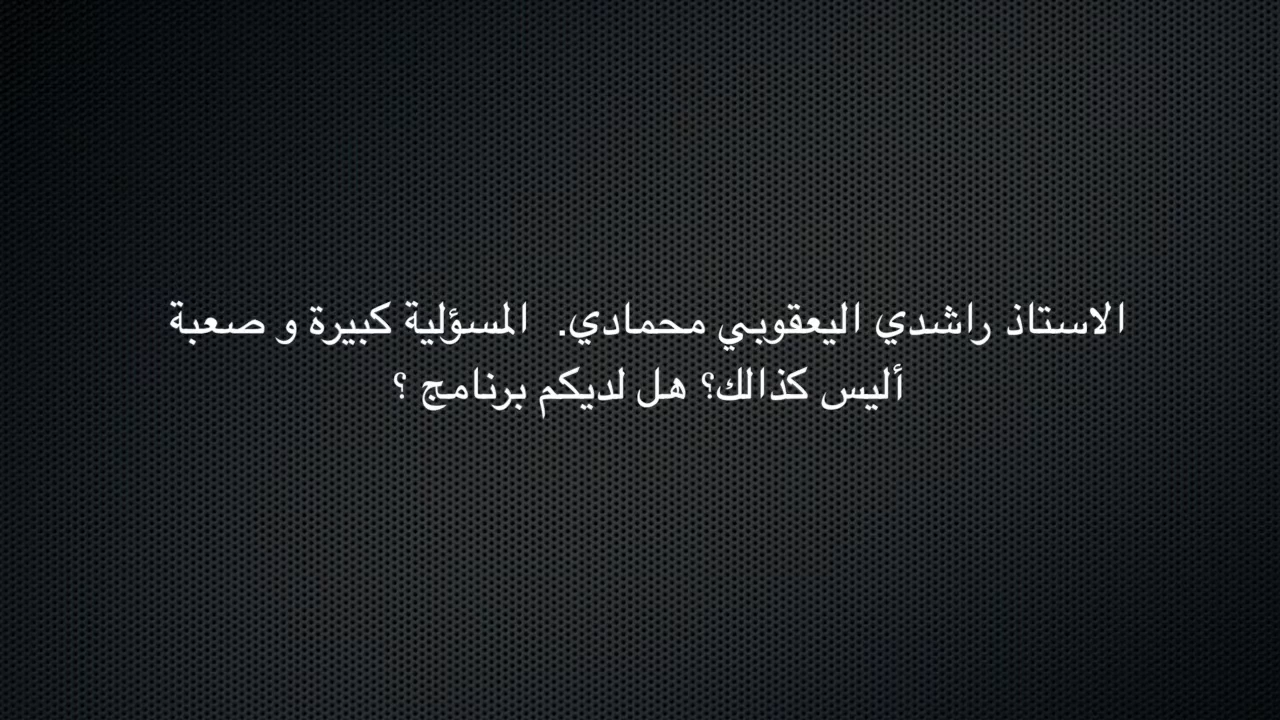 الاستاذ راشدي اليعقوبي محمادي. المسؤلية كبيرة و صعبة
أليس كذالك؟ هل لديكم برنامج ؟